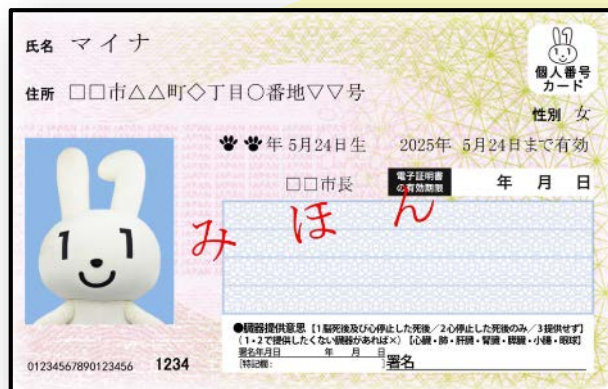 氏名 マイナ
個人番号
カード
住所 □□市△△町◇丁目○番地▽▽号
性別 女
年 5月24日生 2025年 5月24日まで有効
□□市長
電子証明書
の有効期限
年 月 日
みほん
●臓器提供意思【1脳死後及び心停止した死後／2心停止した死後のみ／3提供せず】
(1・2で提供したくない臓器があれば×)【心臓・肺・肝臓・腎臓・膵臓・小腸・眼球】
署名年月日 年 月 日
[特記欄: ] 署名
01234567890123456 1234